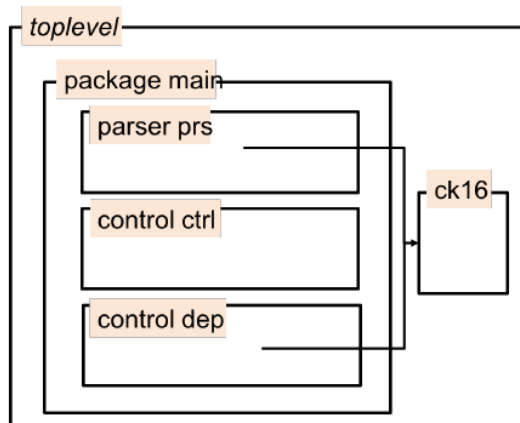 toplevel
package main
parser prs
ck16
control ctrl
control dep